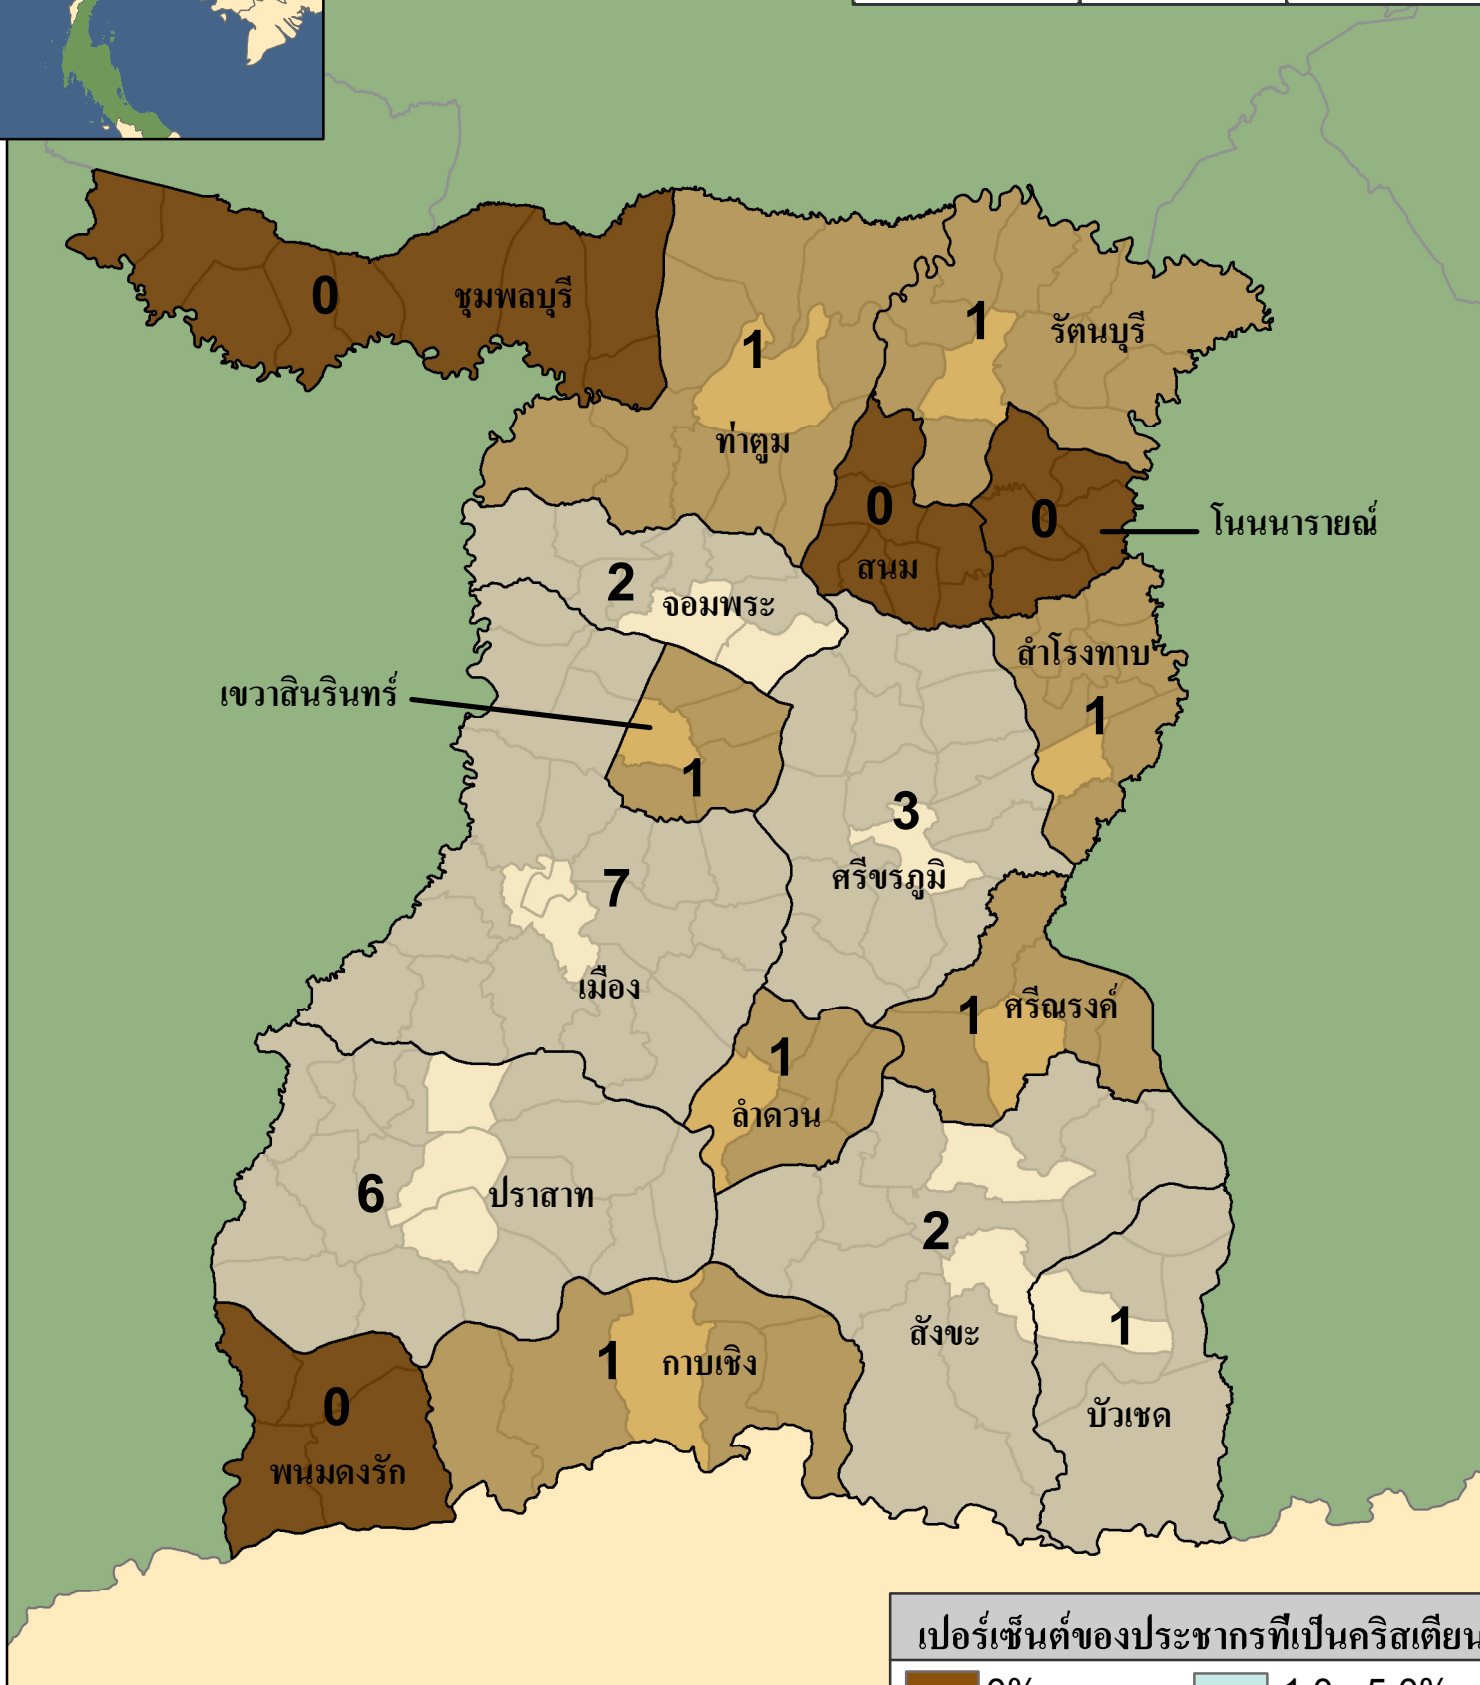 0
ชุมพลบุรี
1
รัตนบุรี
1
ท่าตูม
0
สนม
0
โนนนารายณ์
2
จอมพระ
สำโรงทาบ
1
เขวาสินรินทร์
1
3
ศรีขรภูมิ
7
เมือง
1
ศรีณรงค์
1
ลำดวน
6
ปราสาท
2
สังขะ
1
บัวเชด
1
กาบเชิง
0
พนมดงรัก
เปอร์เซ็นต์ของประชากรที่เป็นคริสเตียน